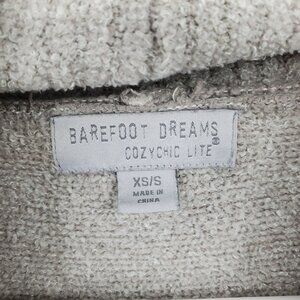 BAREFOOT DREAMS®
COZYCHIC LITE
XS/S
MADE IN
CHINA